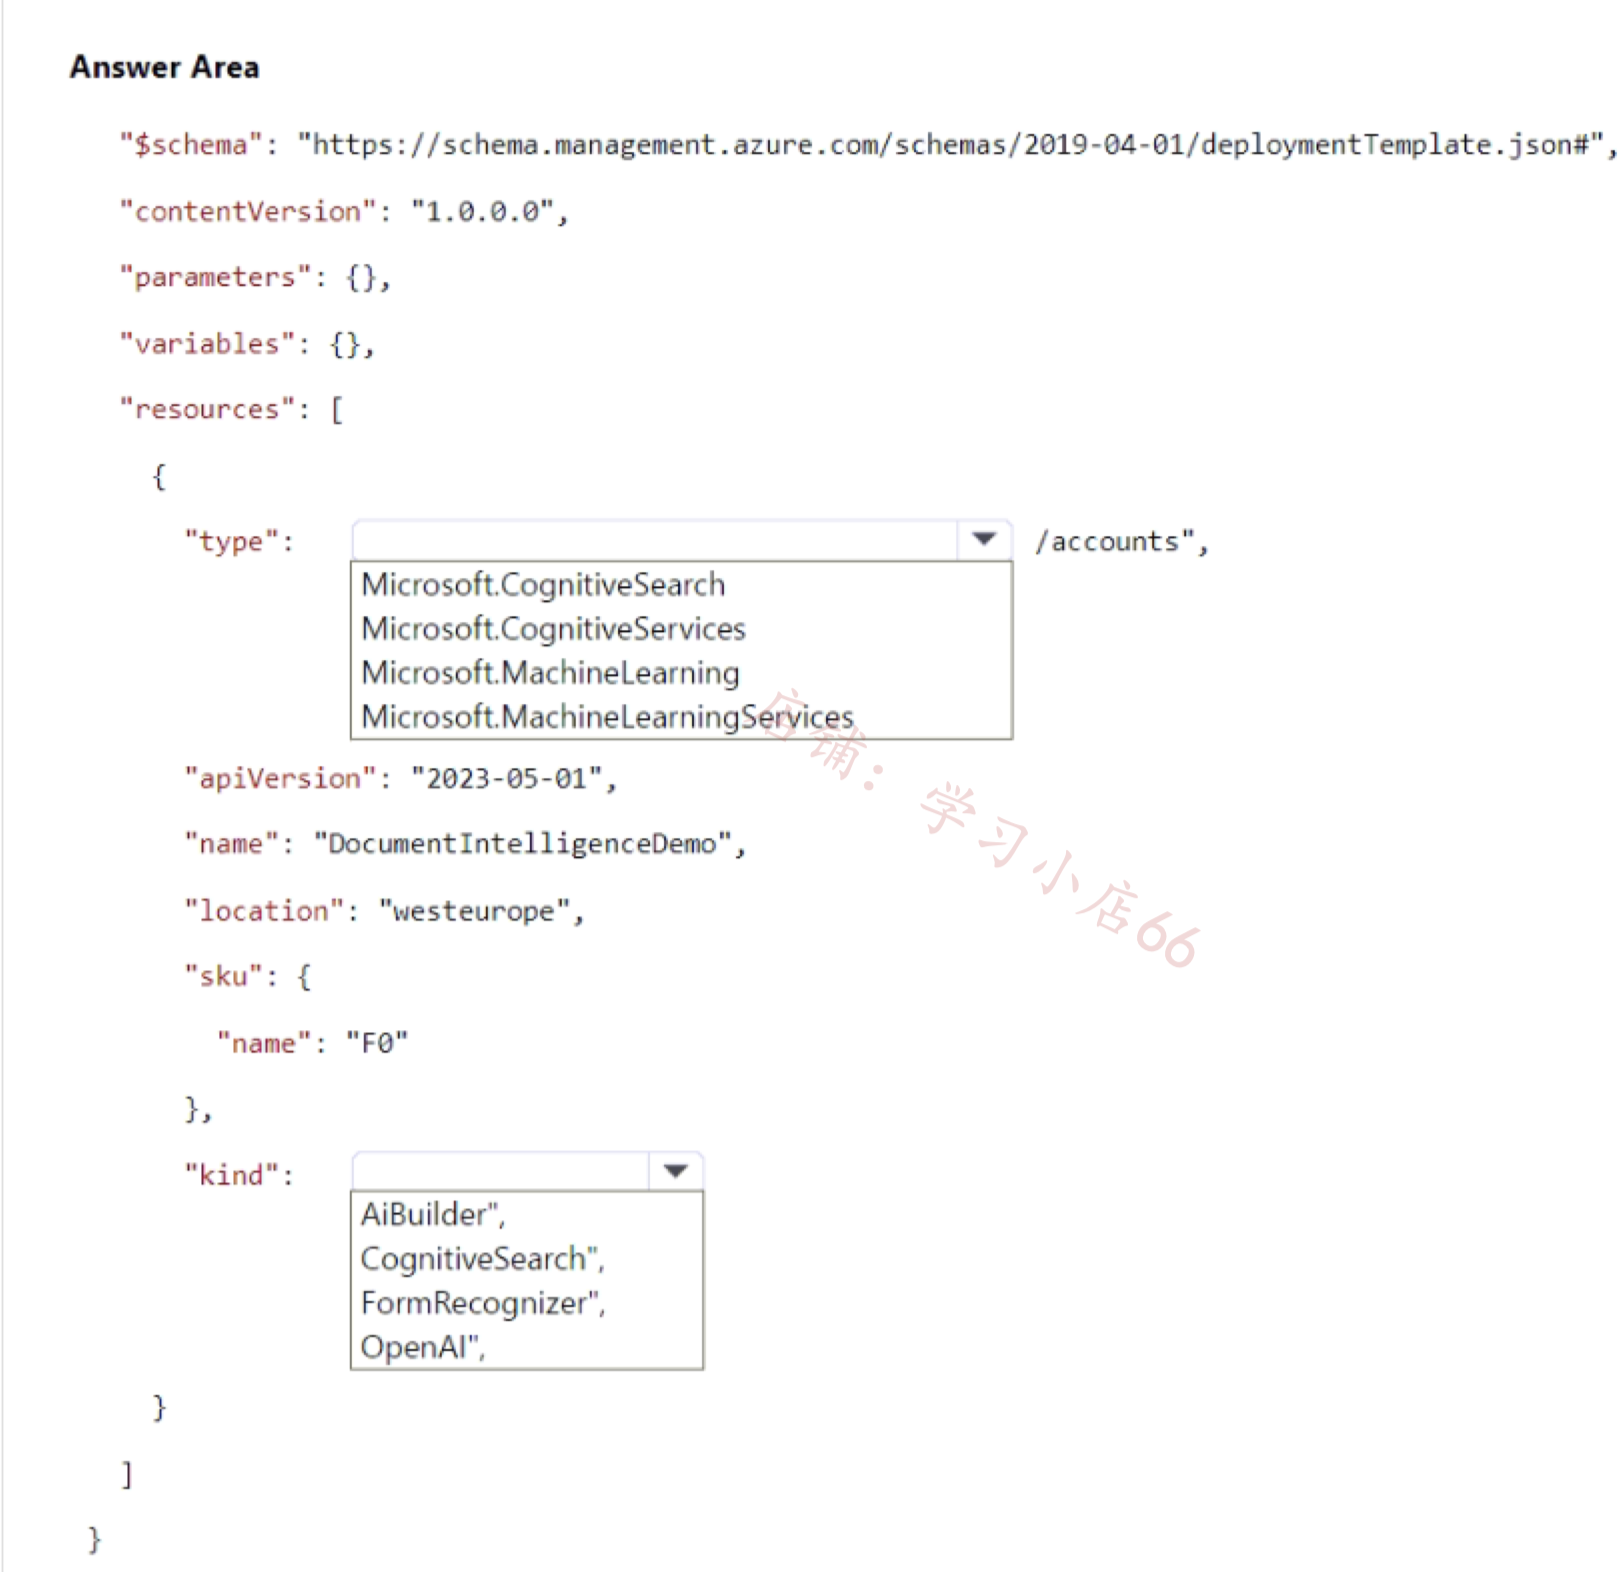 Answer Area
"$schema": "https://schema.management.azure.com/schemas/2019-04-01/deploymentTemplate.json#",
"contentVersion": "1.0.0.0",
"parameters": {},
"variables": {},
"resources": [
{
"type": /accounts",
Microsoft.CognitiveSearch
Microsoft.CognitiveServices
Microsoft.MachineLearning
Microsoft.MachineLearningServices
店铺：学习小店66
"apiVersion": "2023-05-01",
"name": "DocumentIntelligenceDemo",
"location": "westeurope",
"sku": {
"name": "F0"
},
"kind":
AiBuilder",
CognitiveSearch",
FormRecognizer",
OpenAI",
}
]
}